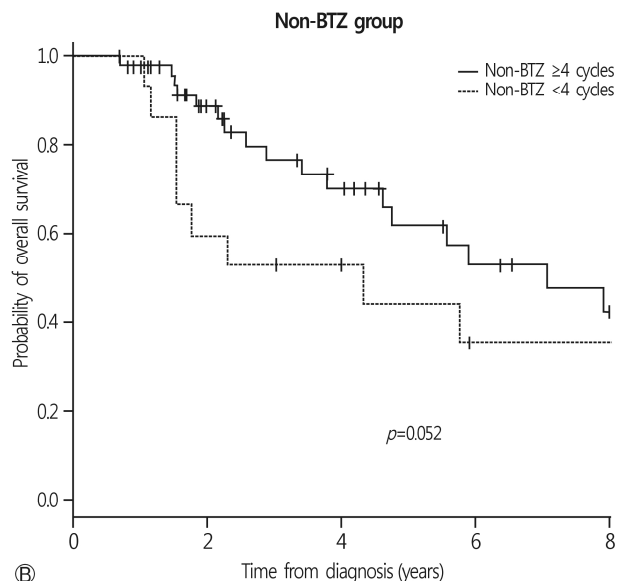 Non-BTZ group
Non-BTZ ≥4 cycles
Non-BTZ <4 cycles
1.0
0.8
0.6
0.4
0.2
0.0
Probability of overall survival
p=0.052
0 2 4 6 8
Time from diagnosis (years)
Ⓑ